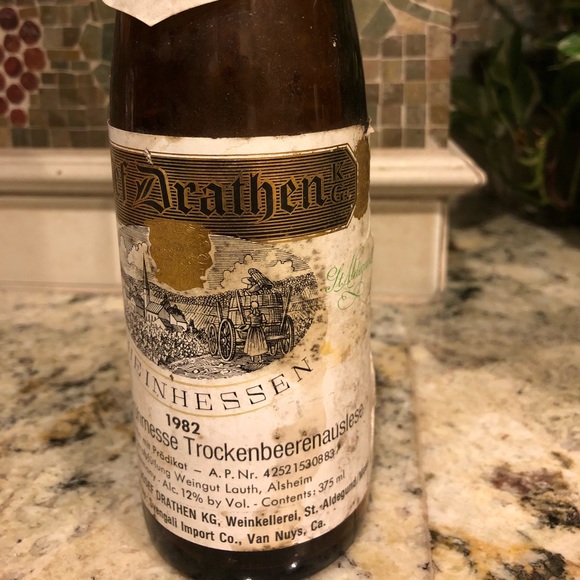 Drathen K.G.
RHEINHESSEN
1982
Trockenbeerenauslese
mit Prädikat - A.P.Nr. 42521530883
Weingut Lauth, Alsheim
Alc. 12% by Vol. - Contents: 375 ml
DRATHEN KG, Weinkellerei, St.-Aldegund
Import Co., Van Nuys, Ca.